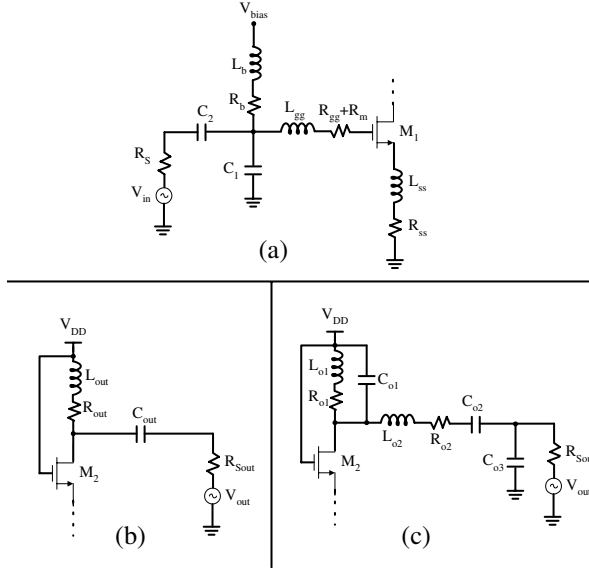 V_bias
L_b
R_b
C_2
L_gg
R_gg+R_m
M_1
R_S
C_1
L_ss
V_in
R_ss
(a)
V_DD
L_out
R_out
C_out
M_2
R_Sout
V_out
(b)
V_DD
L_o1
C_o1
R_o1
C_o2
L_o2
R_o2
M_2
C_o3
R_Sout
V_out
(c)